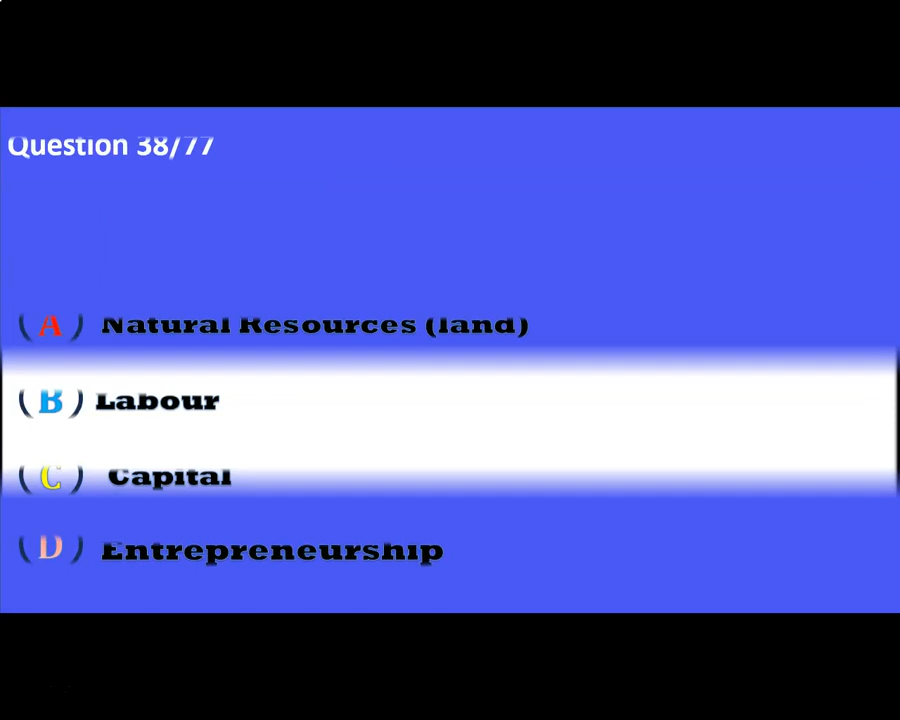 Question 38/77
(A) Natural Resources (land)
(B) Labour
(C) Capital
(D) Entrepreneurship